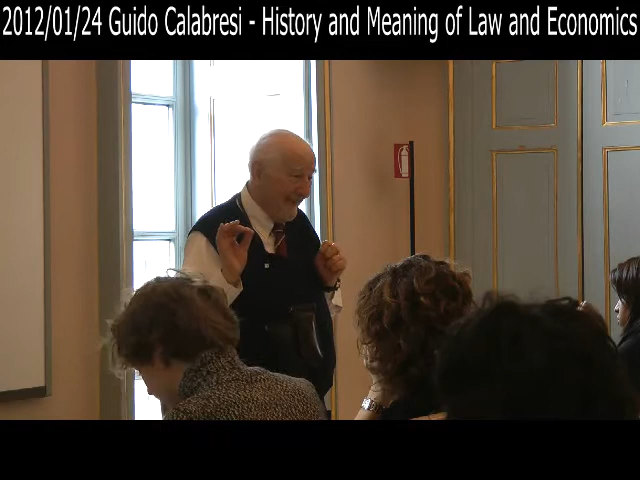 2012/01/24 Guido Calabresi - History and Meaning of Law and Economics